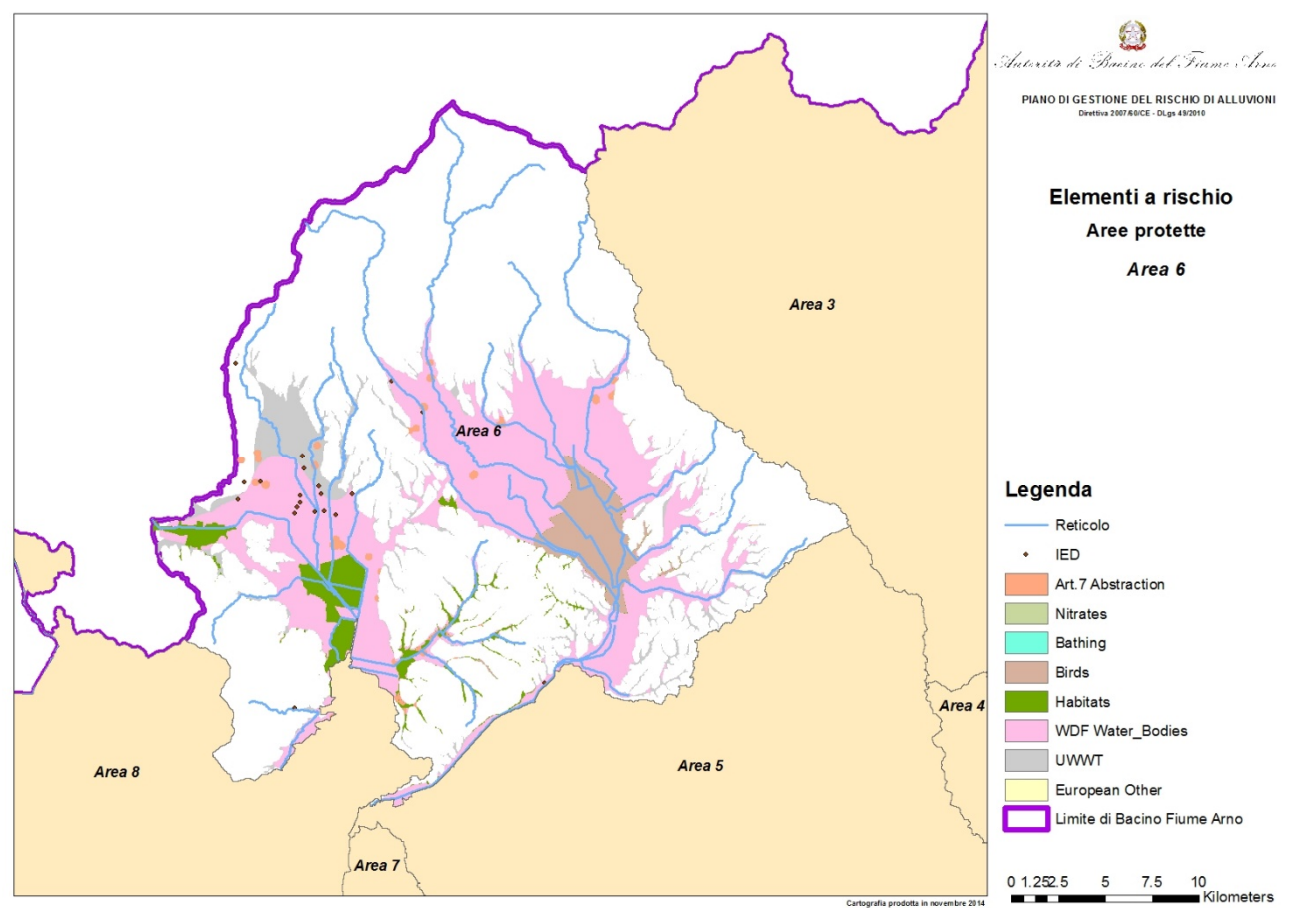 Autorità di Bacino del Fiume Arno
PIANO DI GESTIONE DEL RISCHIO DI ALLUVIONI
Direttiva 2007/60/CE - DLgs 49/2010
Elementi a rischio
Aree protette
Area 6
Area 3
Area 6
Area 4
Area 5
Area 8
Area 7
Legenda
Reticolo
IED
Art.7 Abstraction
Nitrates
Bathing
Birds
Habitats
WDF Water_Bodies
UWWT
European Other
Limite di Bacino Fiume Arno
0 1.252.5 5 7.5 10
Kilometers
Cartografia prodotta in novembre 2014